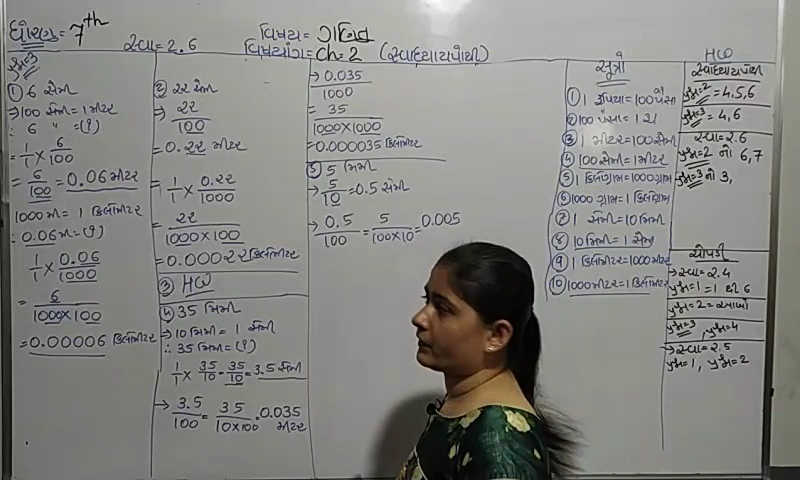 ધોરણ = 7th
સ્વા = 2.6
વિષય = ગણિત
વિષયાંગ = Ch = 2 (સ્વાધ્યાયપોથી)
પ્રશ્ન=3
① 6 સેમી
⇒ 100 સેમી = 1 મીટર
∴ 6 " = (?)
= 1/1 × 6/100
= 6/100 = 0.06 મીટર
1000 મી = 1 કિલોમીટર
∴ 0.06 મી = (?)
1/1 × 0.06/1000
= 6/1000×100
= 0.00006 કિલોમીટર
② 22 સેમી
⇒ 22/100
= 0.22 મીટર
= 1/1 × 0.22/1000
= 22/1000×100
= 0.00022 કિલોમીટર
③ HW
④ 35 મિમી
→ 10 મિમી = 1 સેમી
∴ 35 મિમી = (?)
1/1 × 35/10 = 35/10 = 3.5 સેમી
→ 3.5/100 = 35/10×100 = 0.035 મીટર
→ 0.035/1000
= 35/1000×1000
= 0.000035 કિલોમીટર
⑤ 5 મિમી
→ 5/10 = 0.5 સેમી
→ 0.5/100 = 5/100×10 = 0.005
સૂત્રો
① 1 રૂપિયા = 100 પૈસા
② 100 પૈસા = 1 રૂા
③ 1 મીટર = 100 સેમી
④ 100 સેમી = 1 મીટર
⑤ 1 કિલોગ્રામ = 1000 ગ્રામ
⑥ 1000 ગ્રામ = 1 કિલોગ્રામ
⑦ 1 સેમી = 10 મિમી
⑧ 10 મિમી = 1 સેમી
⑨ 1 કિલોમીટર = 1000 મીટર
⑩ 1000 મીટર = 1 કિલોમીટર
HW
સ્વાધ્યાયપોથી
પ્રશ્ન=2 = 4,5,6
પ્રશ્ન=3 = 4,6
સ્વા = 2.6
પ્રશ્ન=2 નો 6,7
પ્રશ્ન=3 નો 3,
ચોપડી
→ સ્વા = 2.4
પ્રશ્ન = 1 = 1 થી 6
પ્રશ્ન = 2 = આખો
પ્રશ્ન=3, પ્રશ્ન=4
→ સ્વા = 2.5
પ્રશ્ન = 1, પ્રશ્ન = 2